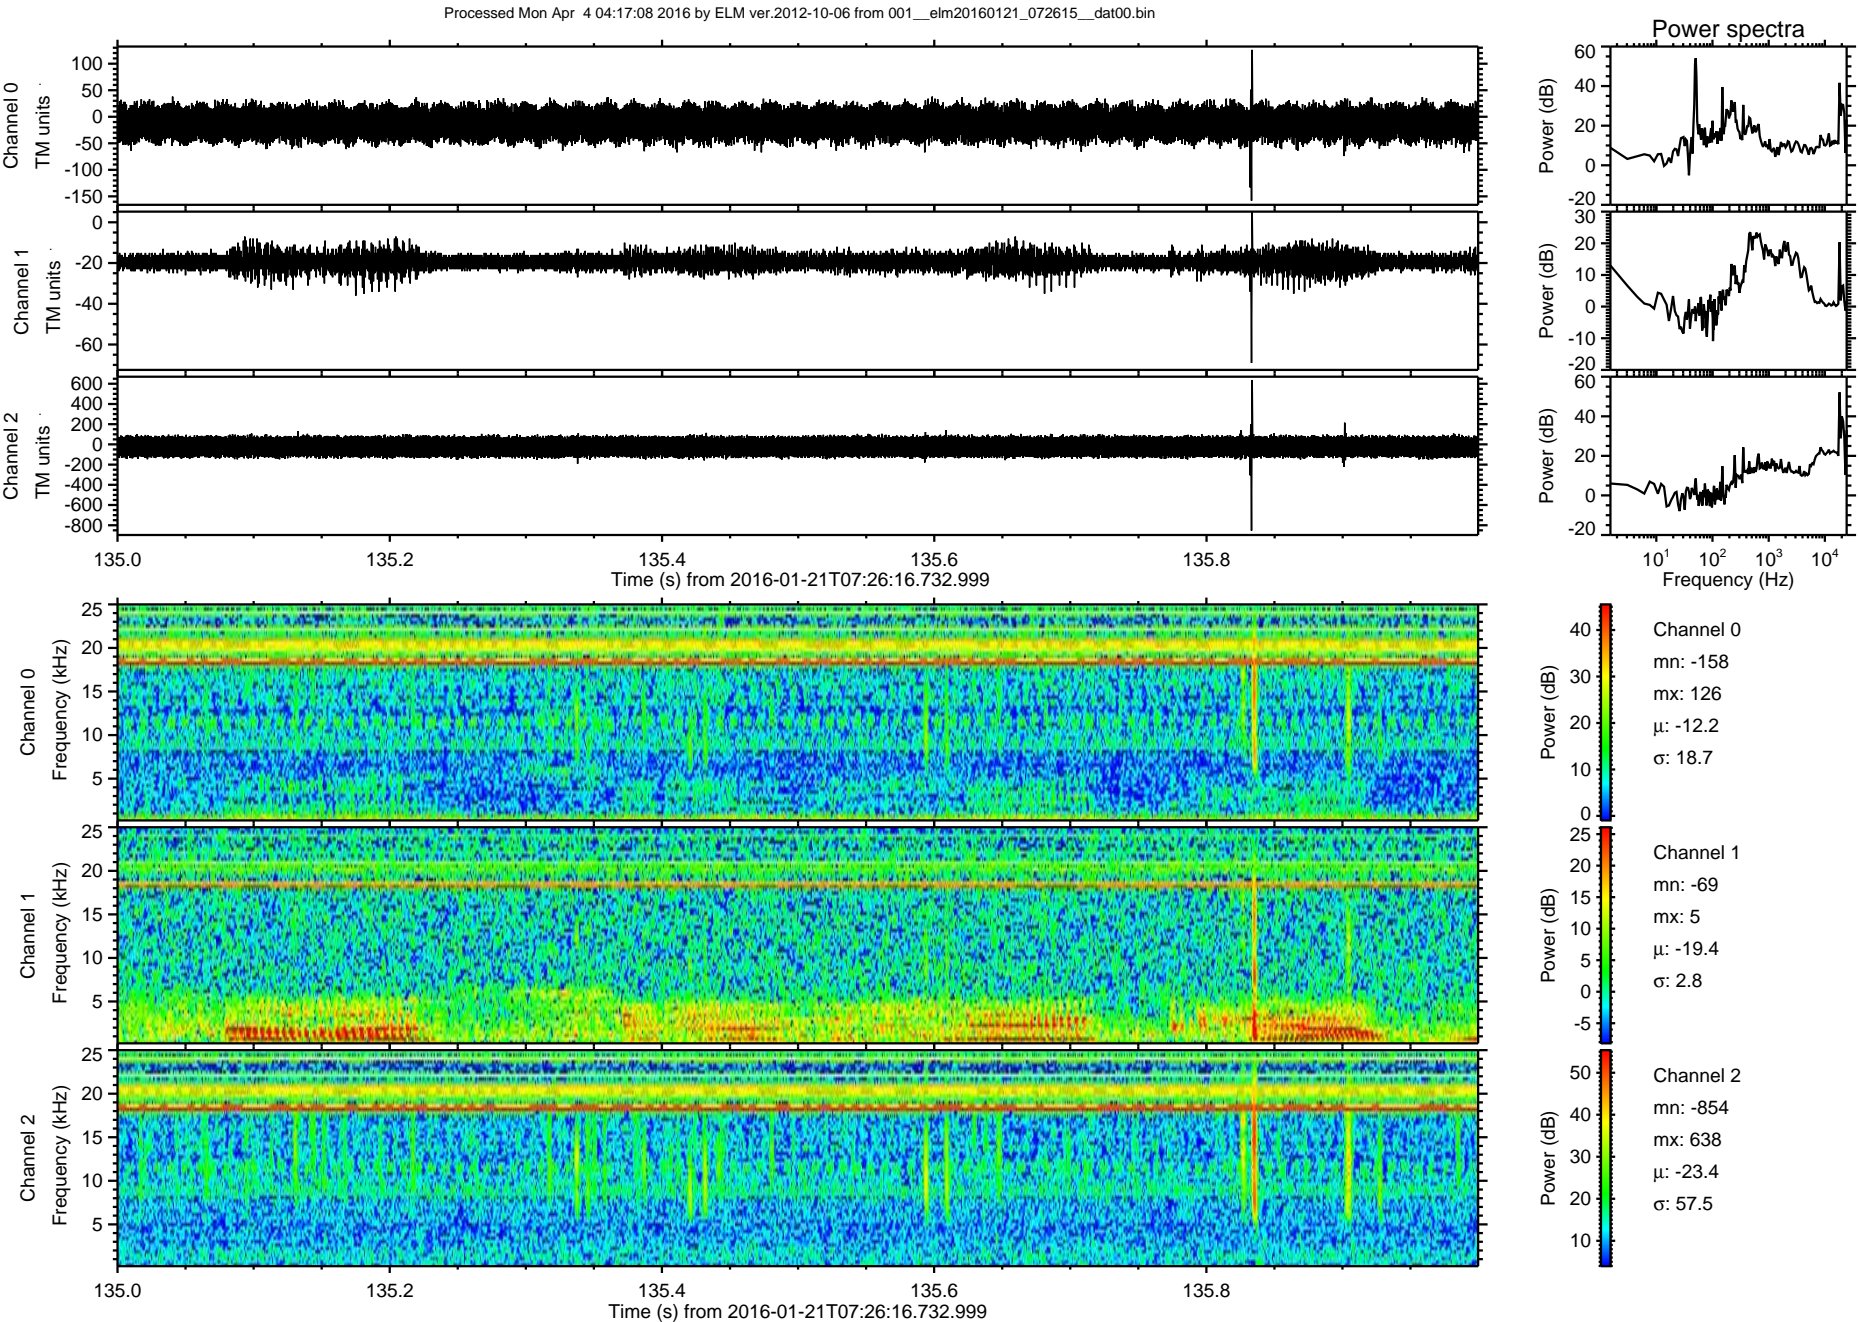 Processed Mon Apr  4 04:17:08 2016 by ELM ver.2012-10-06 from 001__elm20160121_072615__dat00.bin
Power spectra
Channel 0
TM units
100
50
0
-50
-100
-150
Power (dB)
60
40
20
0
-20
Channel 1
TM units
0
-20
-40
-60
Power (dB)
30
20
10
0
-10
-20
Channel 2
TM units
600
400
200
0
-200
-400
-600
-800
Power (dB)
60
40
20
0
-20
135.0 135.2 135.4 135.6 135.8
Time (s) from 2016-01-21T07:26:16.732.999
10^1 10^2 10^3 10^4
Frequency (Hz)
Channel 0
Frequency (kHz)
25
20
15
10
5
Power (dB)
40
30
20
10
0
Channel 0
mn: -158
mx: 126
μ: -12.2
σ: 18.7
Channel 1
Frequency (kHz)
25
20
15
10
5
Power (dB)
25
20
15
10
5
0
-5
Channel 1
mn: -69
mx: 5
μ: -19.4
σ: 2.8
Channel 2
Frequency (kHz)
25
20
15
10
5
Power (dB)
50
40
30
20
10
Channel 2
mn: -854
mx: 638
μ: -23.4
σ: 57.5
135.0 135.2 135.4 135.6 135.8
Time (s) from 2016-01-21T07:26:16.732.999